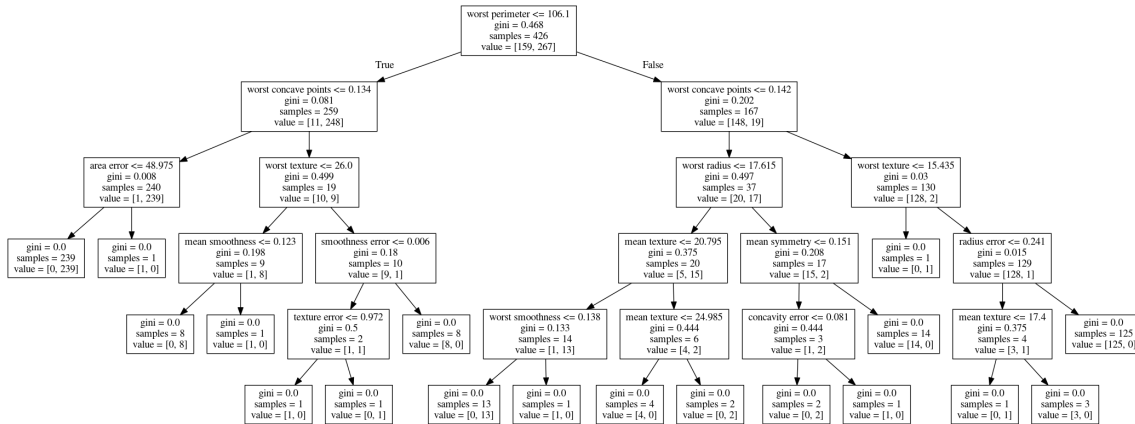 worst perimeter <= 106.1
gini = 0.468
samples = 426
value = [159, 267]
True
False
worst concave points <= 0.134
gini = 0.081
samples = 259
value = [11, 248]
worst concave points <= 0.142
gini = 0.202
samples = 167
value = [148, 19]
area error <= 48.975
gini = 0.008
samples = 240
value = [1, 239]
worst texture <= 26.0
gini = 0.499
samples = 19
value = [10, 9]
worst radius <= 17.615
gini = 0.497
samples = 37
value = [20, 17]
worst texture <= 15.435
gini = 0.03
samples = 130
value = [128, 2]
gini = 0.0
samples = 239
value = [0, 239]
gini = 0.0
samples = 1
value = [1, 0]
mean smoothness <= 0.123
gini = 0.198
samples = 9
value = [1, 8]
smoothness error <= 0.006
gini = 0.18
samples = 10
value = [9, 1]
mean texture <= 20.795
gini = 0.375
samples = 20
value = [5, 15]
mean symmetry <= 0.151
gini = 0.208
samples = 17
value = [15, 2]
gini = 0.0
samples = 1
value = [0, 1]
radius error <= 0.241
gini = 0.015
samples = 129
value = [128, 1]
gini = 0.0
samples = 8
value = [0, 8]
gini = 0.0
samples = 1
value = [1, 0]
texture error <= 0.972
gini = 0.5
samples = 2
value = [1, 1]
gini = 0.0
samples = 8
value = [8, 0]
worst smoothness <= 0.138
gini = 0.133
samples = 14
value = [1, 13]
mean texture <= 24.985
gini = 0.444
samples = 6
value = [4, 2]
concavity error <= 0.081
gini = 0.444
samples = 3
value = [1, 2]
gini = 0.0
samples = 14
value = [14, 0]
mean texture <= 17.4
gini = 0.375
samples = 4
value = [3, 1]
gini = 0.0
samples = 125
value = [125, 0]
gini = 0.0
samples = 1
value = [1, 0]
gini = 0.0
samples = 1
value = [0, 1]
gini = 0.0
samples = 13
value = [0, 13]
gini = 0.0
samples = 1
value = [1, 0]
gini = 0.0
samples = 4
value = [4, 0]
gini = 0.0
samples = 2
value = [0, 2]
gini = 0.0
samples = 2
value = [0, 2]
gini = 0.0
samples = 1
value = [1, 0]
gini = 0.0
samples = 1
value = [0, 1]
gini = 0.0
samples = 3
value = [3, 0]